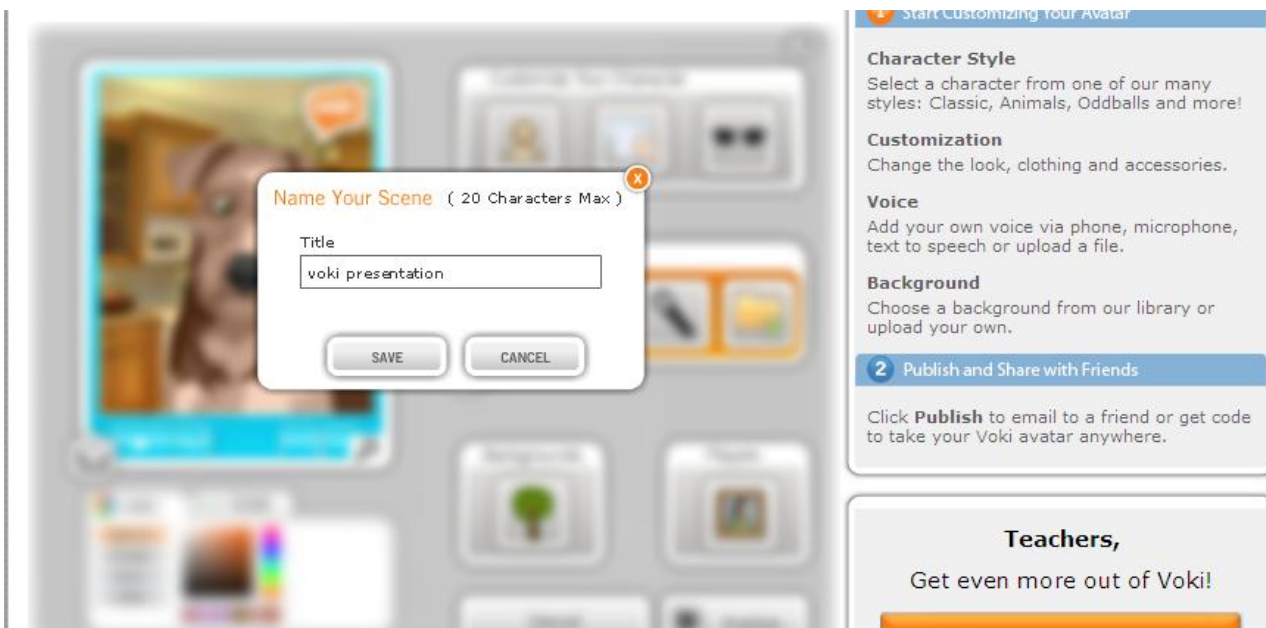 Name Your Scene ( 20 Characters Max )
X
Title
voki presentation
SAVE
CANCEL
1 Start Customizing Your Avatar
Character Style
Select a character from one of our many
styles: Classic, Animals, Oddballs and more!
Customization
Change the look, clothing and accessories.
Voice
Add your own voice via phone, microphone,
text to speech or upload a file.
Background
Choose a background from our library or
upload your own.
2 Publish and Share with Friends
Click Publish to email to a friend or get code
to take your Voki avatar anywhere.
Teachers,
Get even more out of Voki!